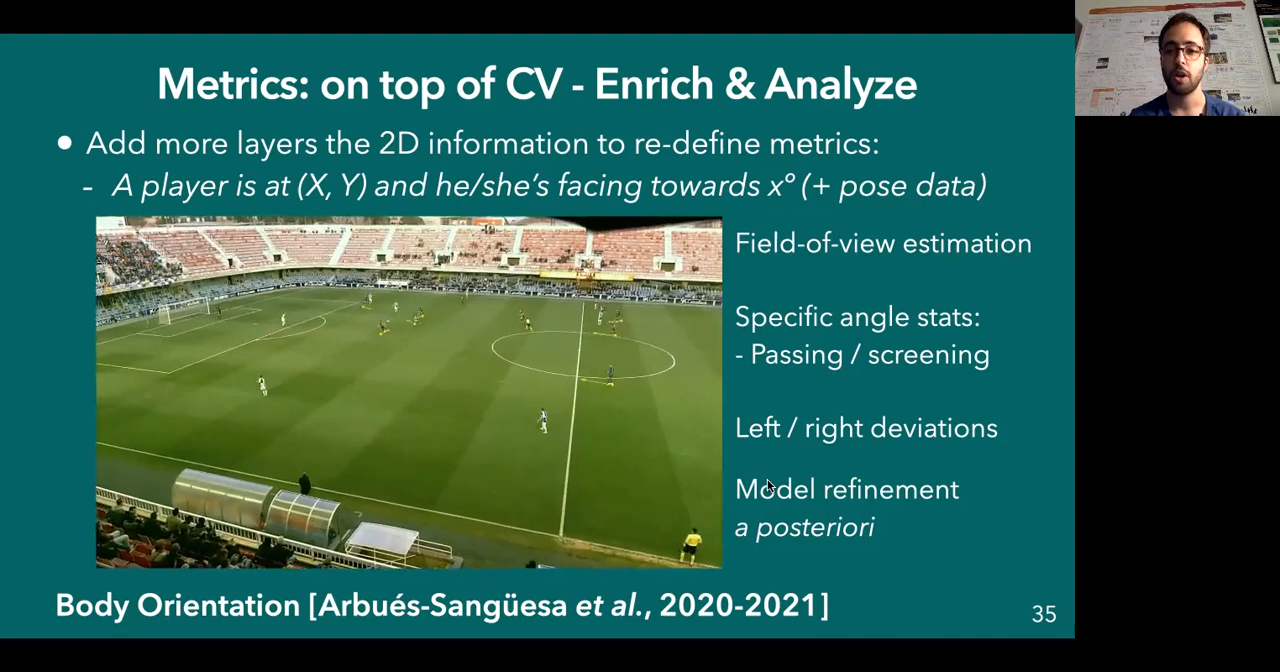 Metrics: on top of CV - Enrich & Analyze
● Add more layers the 2D information to re-define metrics:
- A player is at (X, Y) and he/she’s facing towards xº (+ pose data)
Field-of-view estimation
Specific angle stats:
- Passing / screening
Left / right deviations
Model refinement
a posteriori
Body Orientation [Arbués-Sangüesa et al., 2020-2021]
35